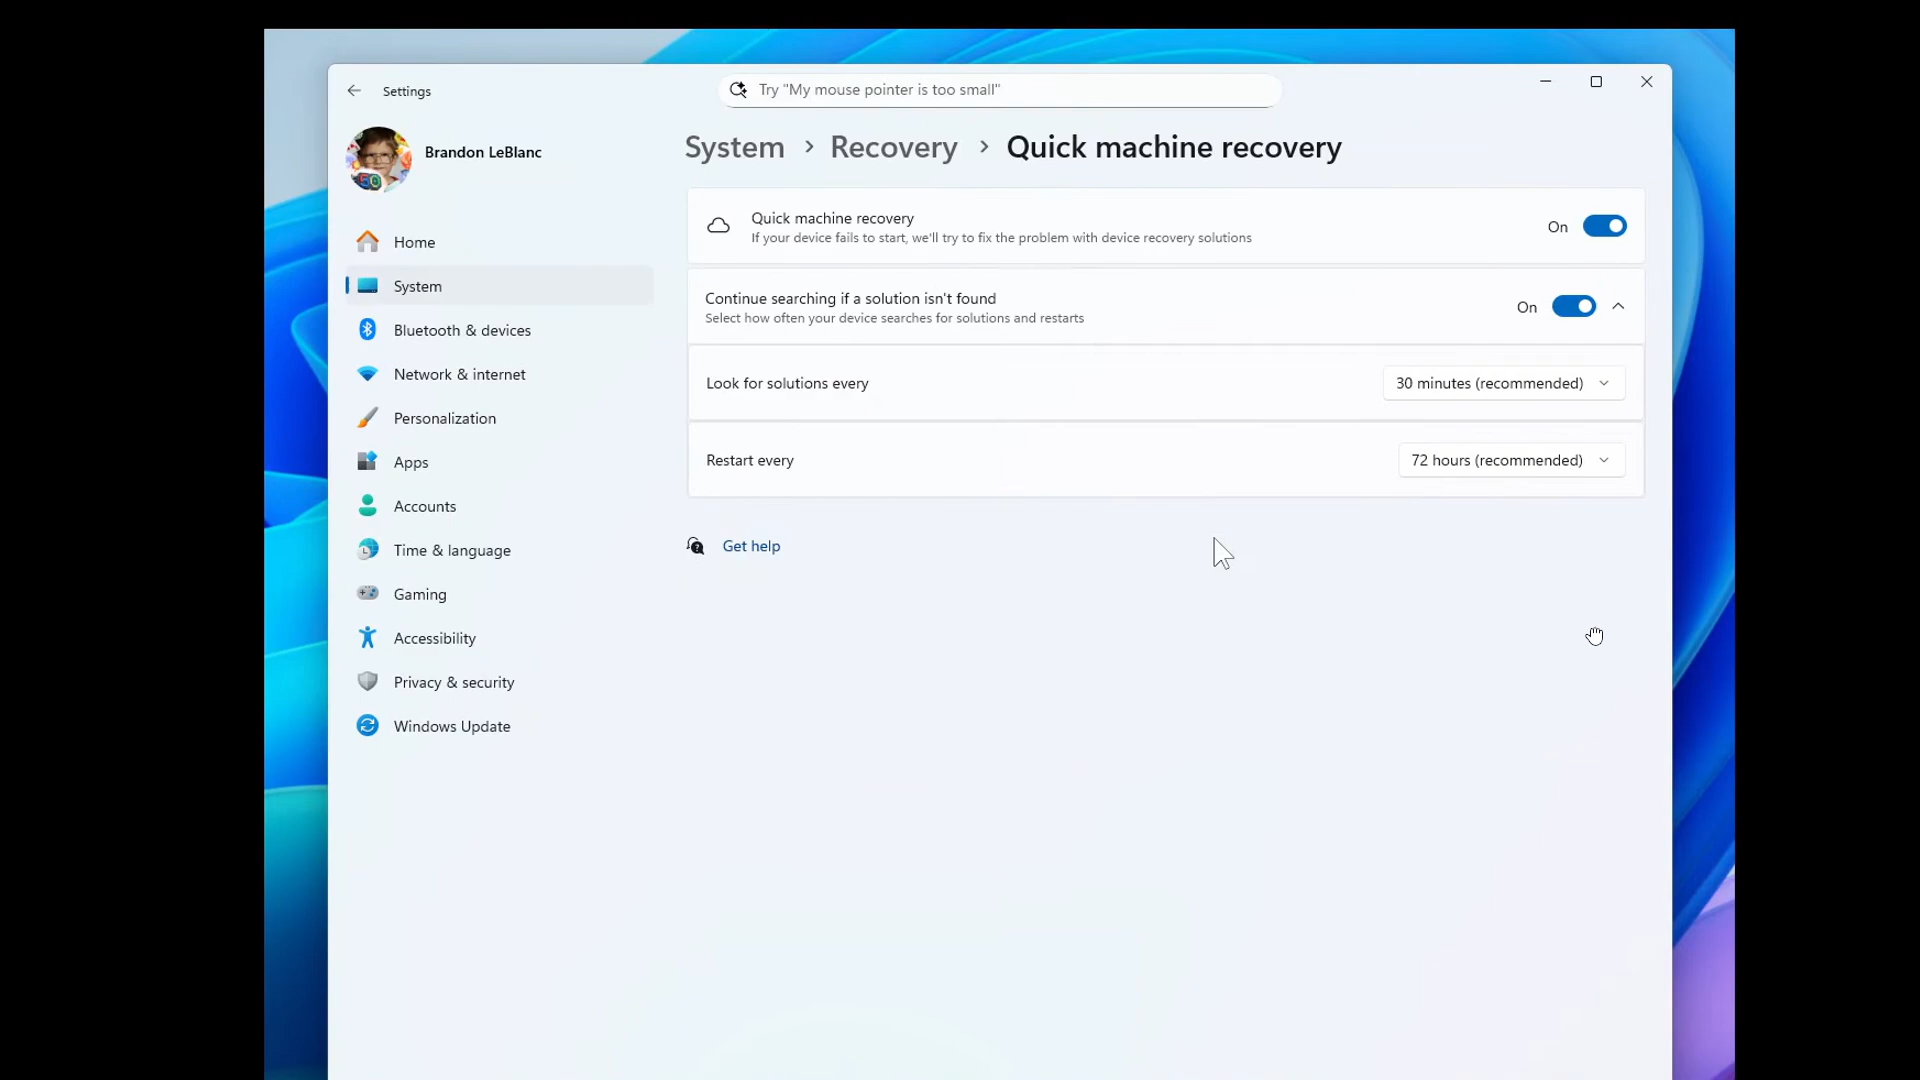 Settings
Try "My mouse pointer is too small"
Brandon LeBlanc
Home
System
Bluetooth & devices
Network & internet
Personalization
Apps
Accounts
Time & language
Gaming
Accessibility
Privacy & security
Windows Update
System > Recovery > Quick machine recovery
Quick machine recovery
If your device fails to start, we'll try to fix the problem with device recovery solutions
On
Continue searching if a solution isn't found
Select how often your device searches for solutions and restarts
On
Look for solutions every
30 minutes (recommended)
Restart every
72 hours (recommended)
Get help